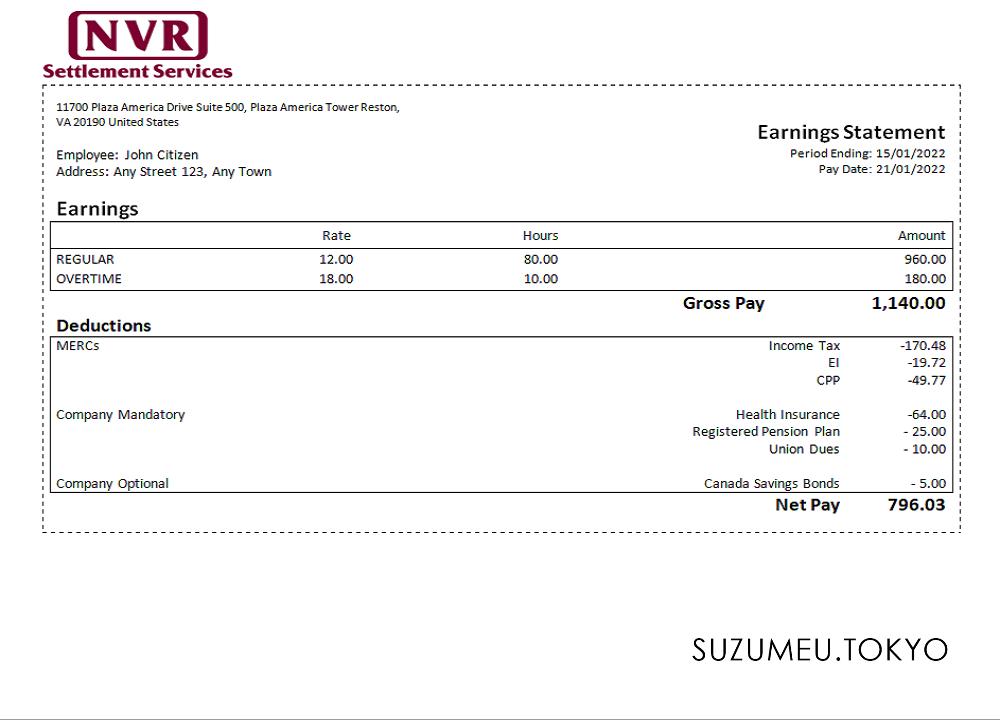 NVR
Settlement Services
11700 Plaza America Drive Suite 500, Plaza America Tower Reston,
VA 20190 United States
Earnings Statement
Employee: John Citizen
Period Ending: 15/01/2022
Address: Any Street 123, Any Town
Pay Date: 21/01/2022
Earnings
Rate Hours Amount
REGULAR 12.00 80.00 960.00
OVERTIME 18.00 10.00 180.00
Gross Pay 1,140.00
Deductions
MERCs Income Tax -170.48
EI -19.72
CPP -49.77
Company Mandatory Health Insurance -64.00
Registered Pension Plan - 25.00
Union Dues - 10.00
Company Optional Canada Savings Bonds - 5.00
Net Pay 796.03
SUZUMEU.TOKYO